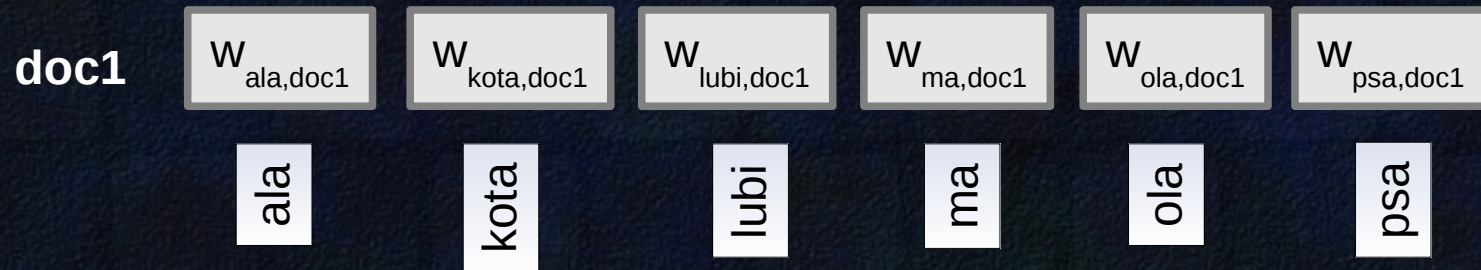 doc1 w ala,doc1 w kota,doc1 w lubi,doc1 w ma,doc1 w ola,doc1 w psa,doc1
ala kota lubi ma ola psa